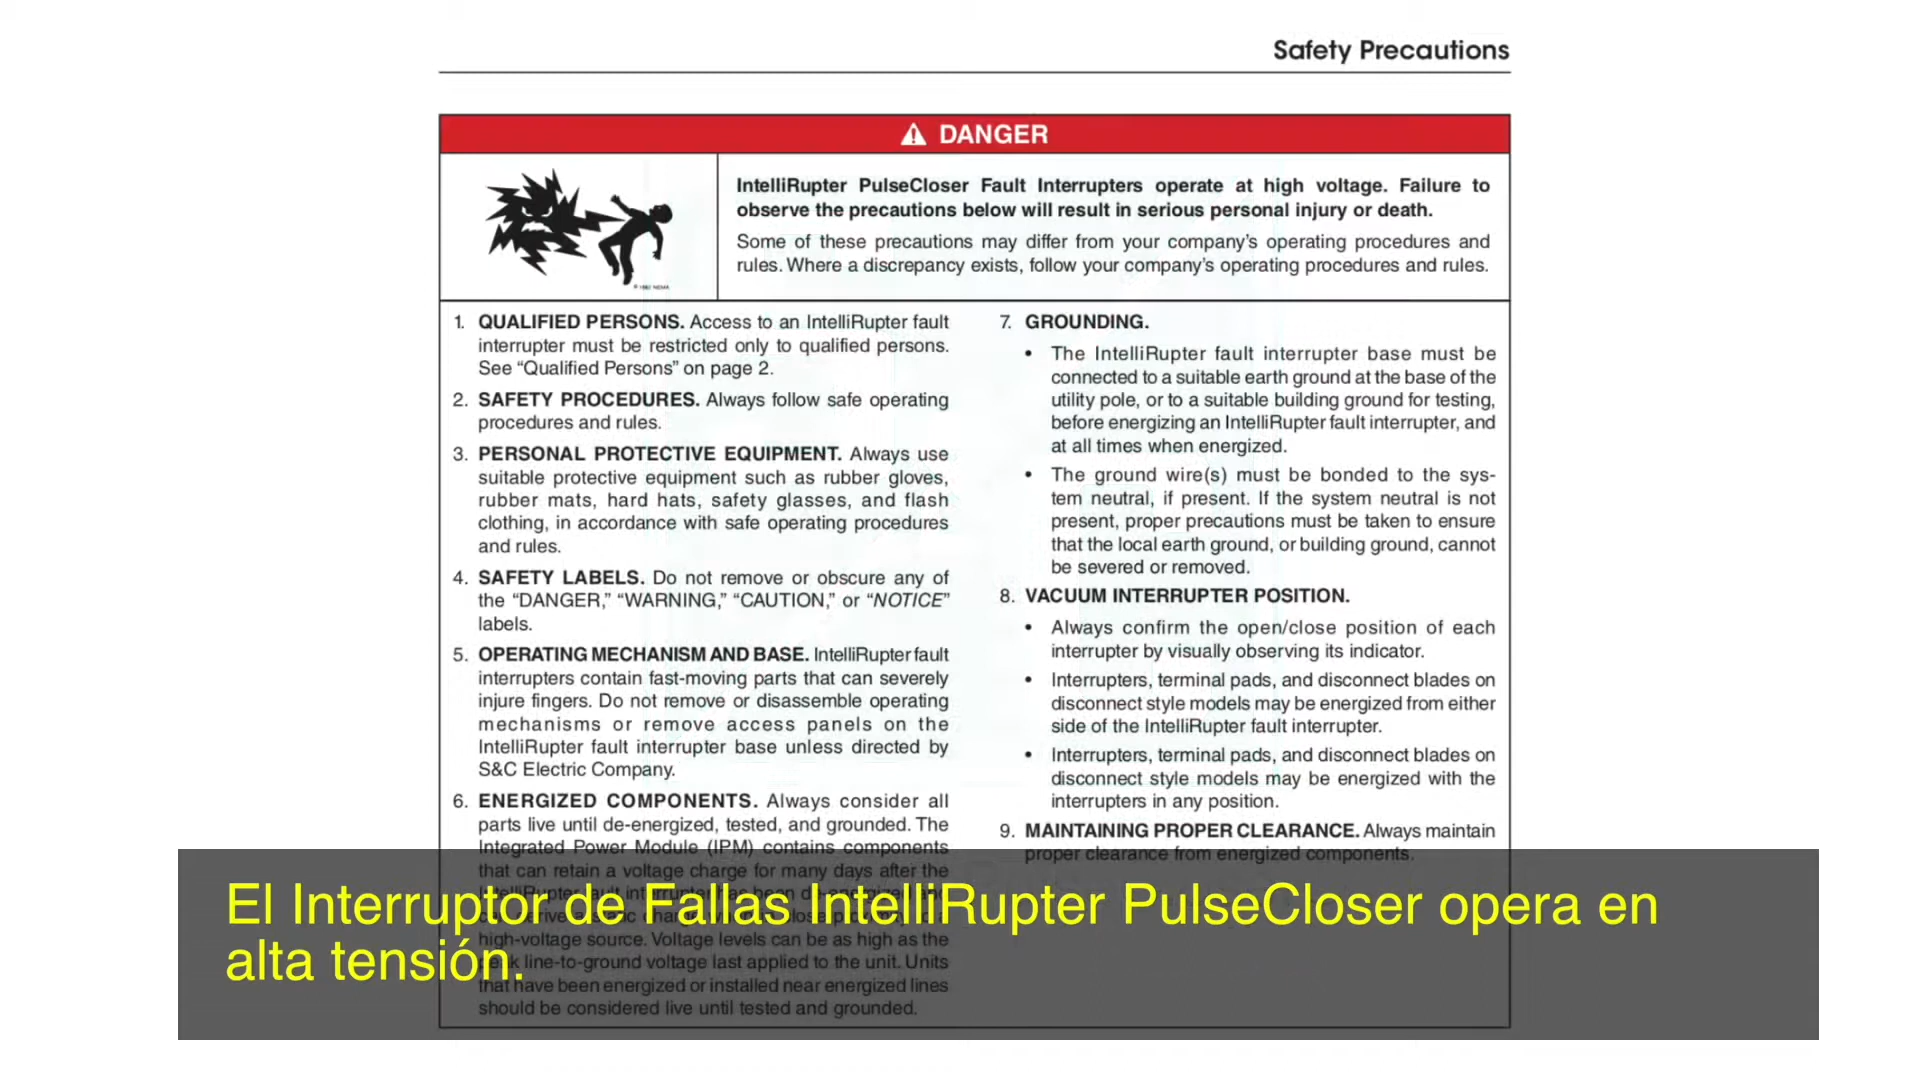 Safety Precautions
DANGER
IntelliRupter PulseCloser Fault Interrupters operate at high voltage. Failure to
observe the precautions below will result in serious personal injury or death.
Some of these precautions may differ from your company's operating procedures and
rules. Where a discrepancy exists, follow your company's operating procedures and rules.
© 1982 NEMA
1. QUALIFIED PERSONS. Access to an IntelliRupter fault
interrupter must be restricted only to qualified persons.
See “Qualified Persons” on page 2.
2. SAFETY PROCEDURES. Always follow safe operating
procedures and rules.
3. PERSONAL PROTECTIVE EQUIPMENT. Always use
suitable protective equipment such as rubber gloves,
rubber mats, hard hats, safety glasses, and flash
clothing, in accordance with safe operating procedures
and rules.
4. SAFETY LABELS. Do not remove or obscure any of
the “DANGER,” “WARNING,” “CAUTION,” or “NOTICE”
labels.
5. OPERATING MECHANISM AND BASE. IntelliRupter fault
interrupters contain fast-moving parts that can severely
injure fingers. Do not remove or disassemble operating
mechanisms or remove access panels on the
IntelliRupter fault interrupter base unless directed by
S&C Electric Company.
6. ENERGIZED COMPONENTS. Always consider all
parts live until de-energized, tested, and grounded. The
Integrated Power Module (IPM) contains components
that can retain a voltage charge for many days after the
high-voltage source. Voltage levels can be as high as the
line-to-ground voltage last applied to the unit. Units
that have been energized or installed near energized lines
should be considered live until tested and grounded.
7. GROUNDING.
• The IntelliRupter fault interrupter base must be
connected to a suitable earth ground at the base of the
utility pole, or to a suitable building ground for testing,
before energizing an IntelliRupter fault interrupter, and
at all times when energized.
• The ground wire(s) must be bonded to the sys-
tem neutral, if present. If the system neutral is not
present, proper precautions must be taken to ensure
that the local earth ground, or building ground, cannot
be severed or removed.
8. VACUUM INTERRUPTER POSITION.
• Always confirm the open/close position of each
interrupter by visually observing its indicator.
• Interrupters, terminal pads, and disconnect blades on
disconnect style models may be energized from either
side of the IntelliRupter fault interrupter.
• Interrupters, terminal pads, and disconnect blades on
disconnect style models may be energized with the
interrupters in any position.
9. MAINTAINING PROPER CLEARANCE. Always maintain
proper clearance from energized components.
El Interruptor de Fallas IntelliRupter PulseCloser opera en
alta tensión.